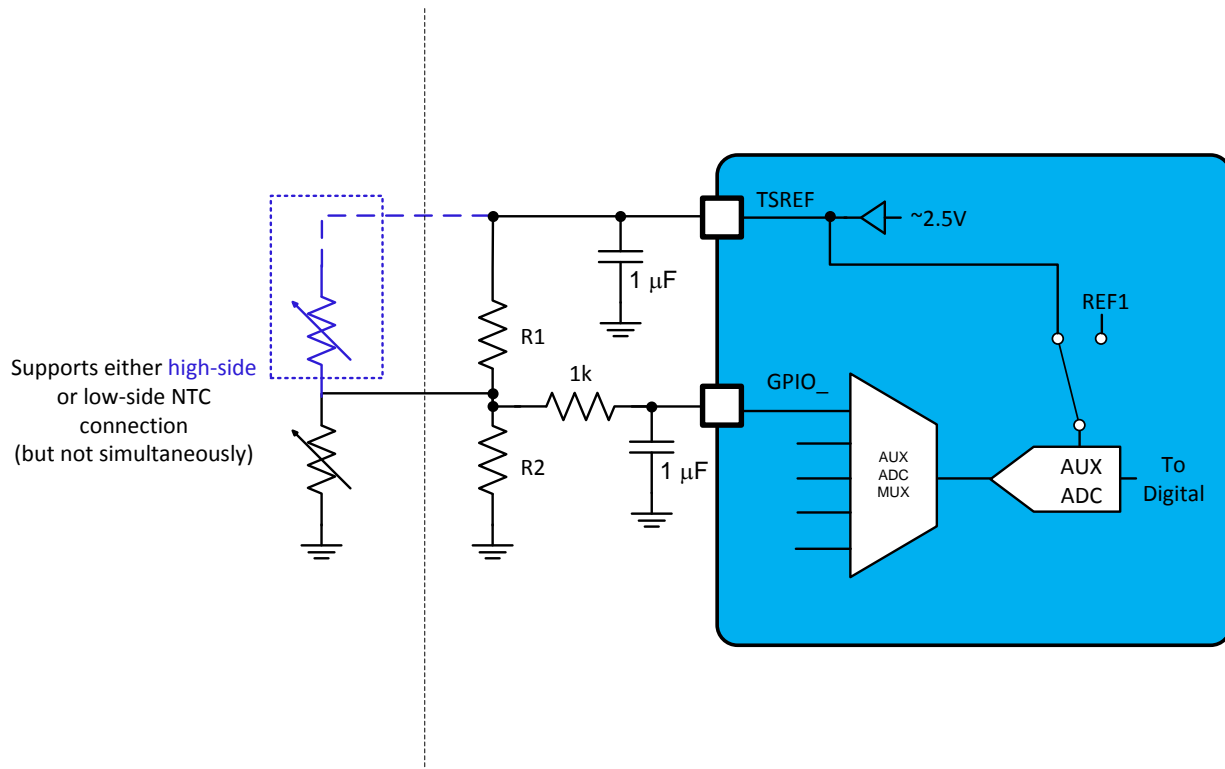 TSREF
~2.5V
1 μF
REF1
R1
Supports either high-side
or low-side NTC
connection
(but not simultaneously)
1k
GPIO_
R2
1 μF
AUX
ADC
MUX
AUX
ADC
To
Digital